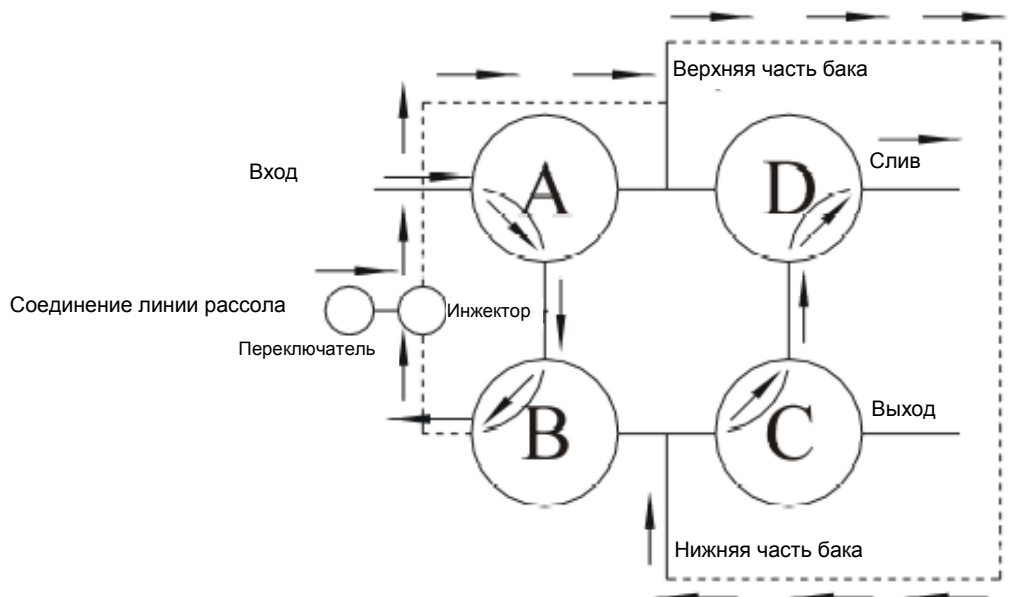 Верхняя часть бака
Вход
A
D
Слив
Соединение линии рассола
Инжектор
Переключатель
B
C
Выход
Нижняя часть бака